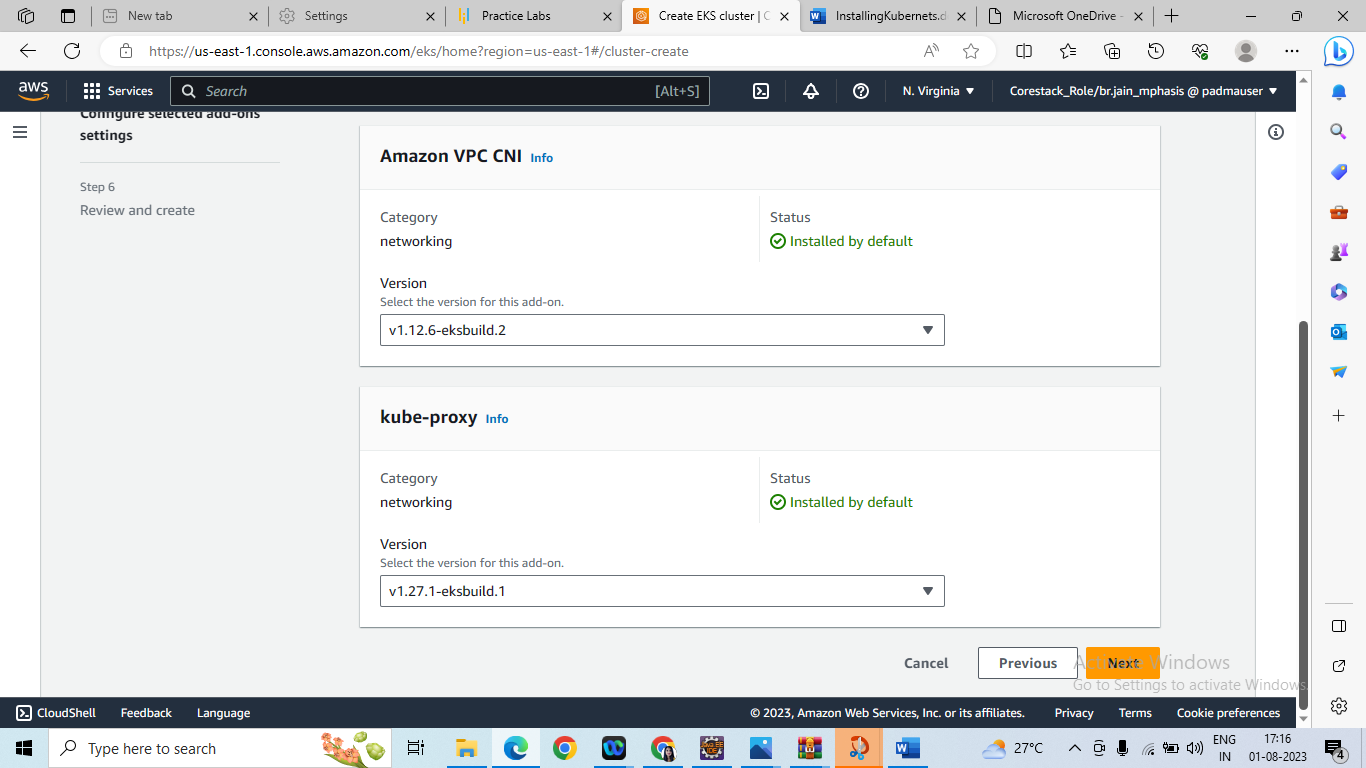 New tab
Settings
Practice Labs
Create EKS cluster | C
InstallingKubernets.d
Microsoft OneDrive -
https://us-east-1.console.aws.amazon.com/eks/home?region=us-east-1#/cluster-create
aws
Services
Search
[Alt+S]
N. Virginia
Corestack_Role/br.jain_mphasis @ padmauser
Configure selected add-ons
settings
Step 6
Review and create
Amazon VPC CNI Info
Category
networking
Status
Installed by default
Version
Select the version for this add-on.
v1.12.6-eksbuild.2
kube-proxy Info
Category
networking
Status
Installed by default
Version
Select the version for this add-on.
v1.27.1-eksbuild.1
Cancel
Previous
Next
Activate Windows
Go to Settings to activate Windows.
CloudShell
Feedback
Language
© 2023, Amazon Web Services, Inc. or its affiliates.
Privacy
Terms
Cookie preferences
Type here to search
27°C
ENG
IN
17:16
01-08-2023
4